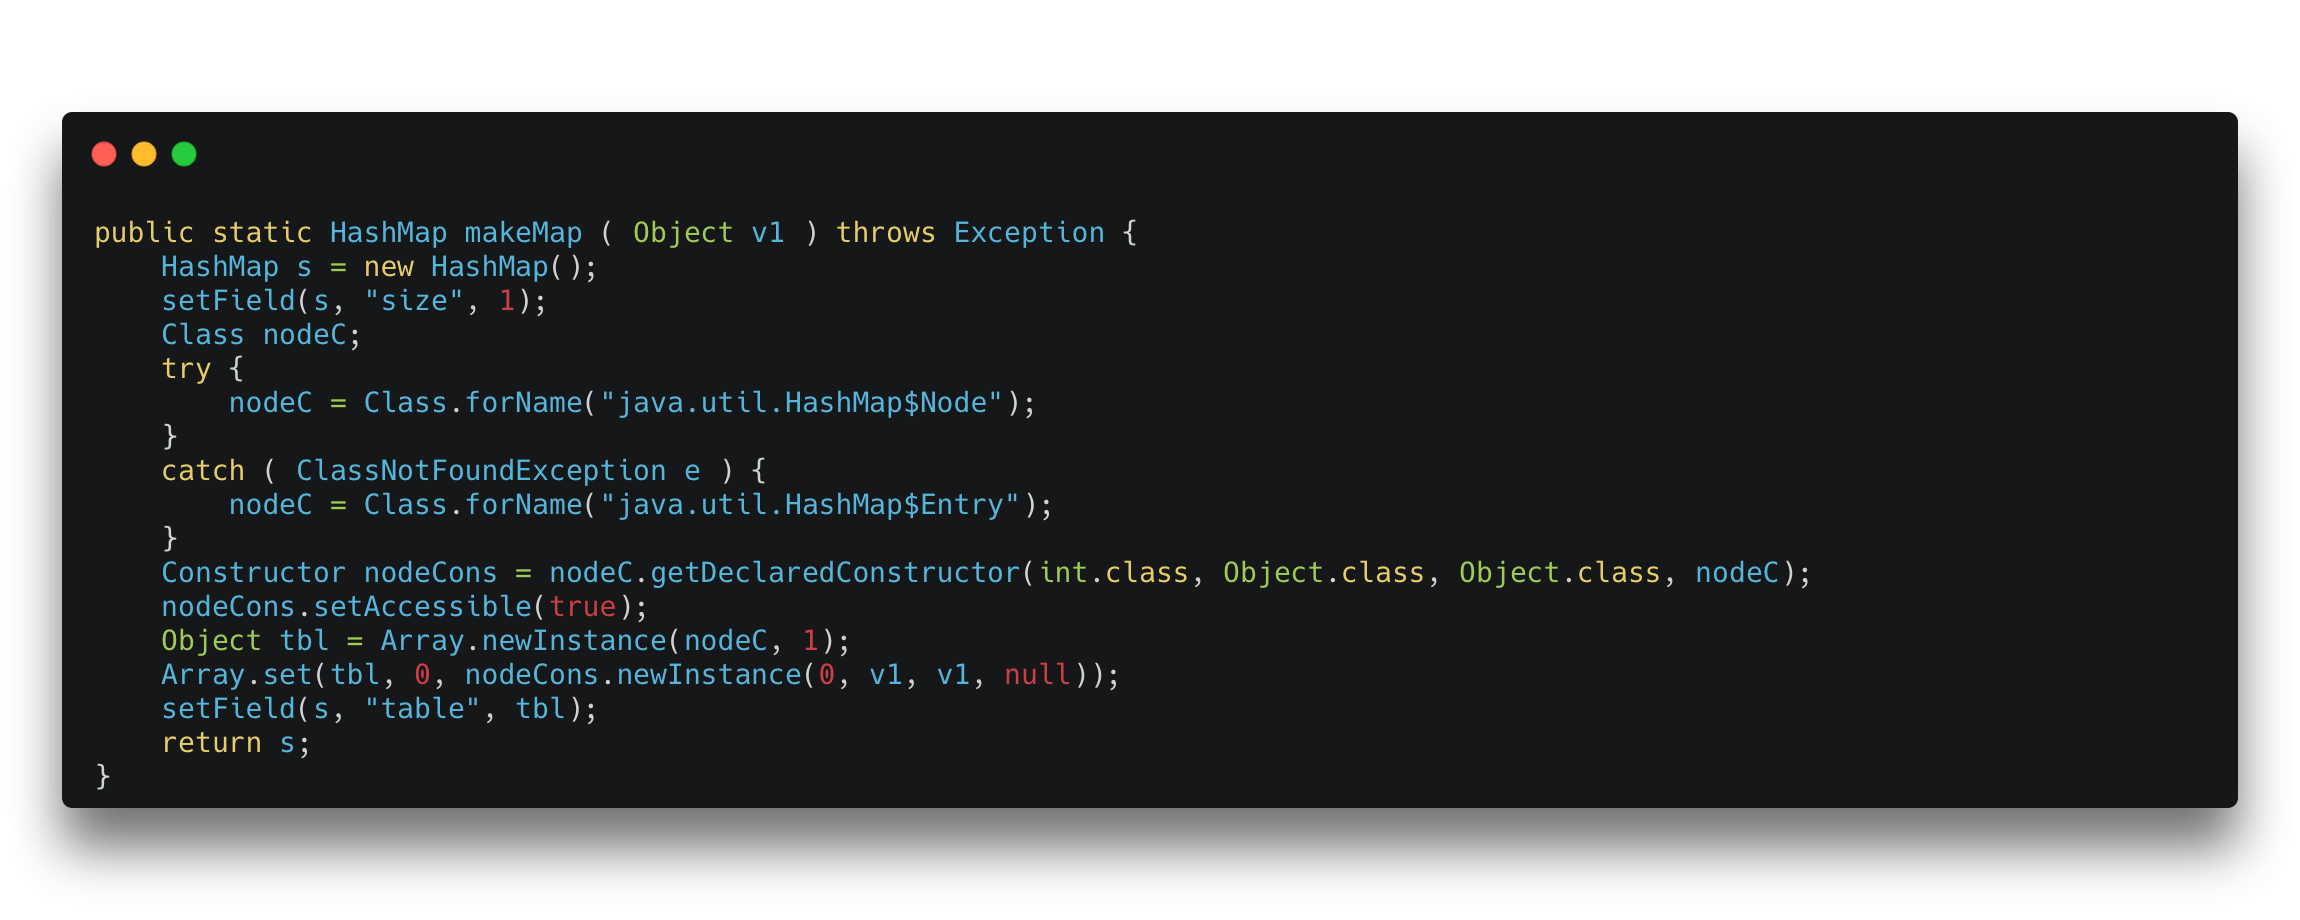 public static HashMap makeMap ( Object v1 ) throws Exception {
    HashMap s = new HashMap();
    setField(s, "size", 1);
    Class nodeC;
    try {
        nodeC = Class.forName("java.util.HashMap$Node");
    }
    catch ( ClassNotFoundException e ) {
        nodeC = Class.forName("java.util.HashMap$Entry");
    }
    Constructor nodeCons = nodeC.getDeclaredConstructor(int.class, Object.class, Object.class, nodeC);
    nodeCons.setAccessible(true);
    Object tbl = Array.newInstance(nodeC, 1);
    Array.set(tbl, 0, nodeCons.newInstance(0, v1, v1, null));
    setField(s, "table", tbl);
    return s;
}